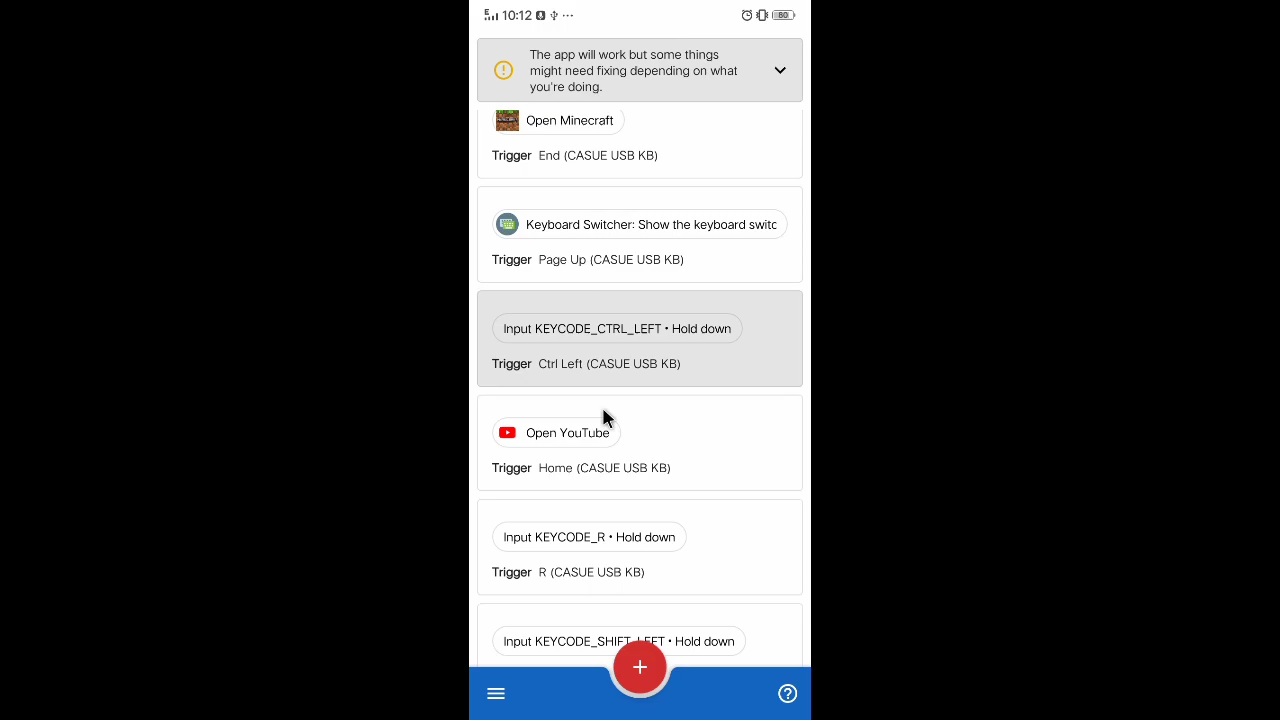 E 10:12 ··· 80
The app will work but some things
might need fixing depending on what
you're doing.
Open Minecraft
Trigger End (CASUE USB KB)
Keyboard Switcher: Show the keyboard switc
Trigger Page Up (CASUE USB KB)
Input KEYCODE_CTRL_LEFT • Hold down
Trigger Ctrl Left (CASUE USB KB)
Open YouTube
Trigger Home (CASUE USB KB)
Input KEYCODE_R • Hold down
Trigger R (CASUE USB KB)
Input KEYCODE_SHIFT_LEFT • Hold down